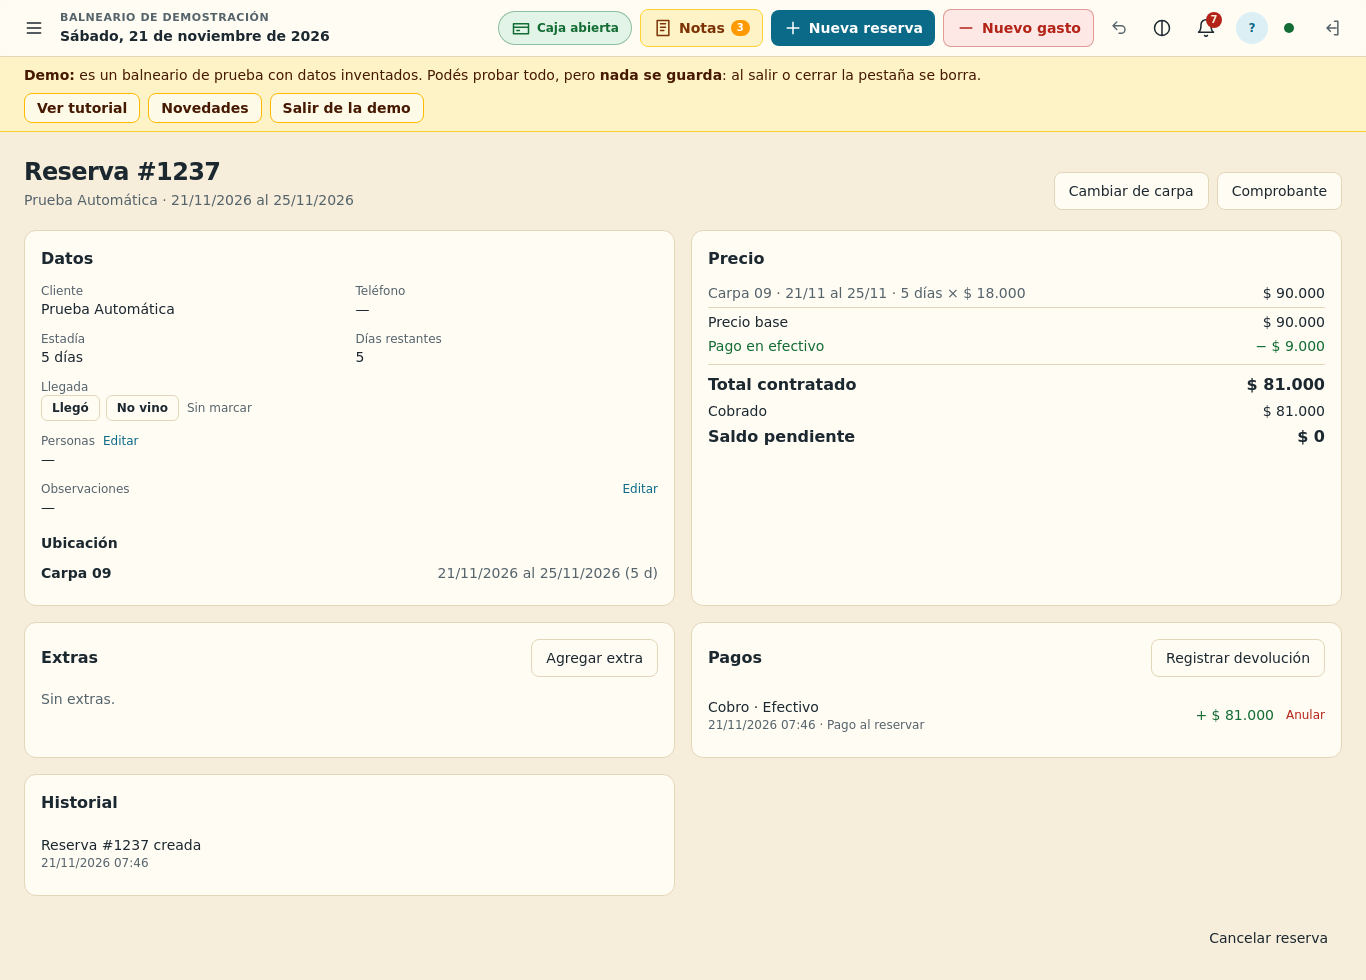 BALNEARIO DE DEMOSTRACIÓN
Sábado, 21 de noviembre de 2026
Caja abierta
Notas 3
Nueva reserva
Nuevo gasto
7
?
Demo: es un balneario de prueba con datos inventados. Podés probar todo, pero nada se guarda: al salir o cerrar la pestaña se borra.
Ver tutorial
Novedades
Salir de la demo
Reserva #1237
Prueba Automática · 21/11/2026 al 25/11/2026
Cambiar de carpa
Comprobante
Datos
Cliente
Prueba Automática
Teléfono
—
Estadía
5 días
Días restantes
5
Llegada
Llegó
No vino
Sin marcar
Personas Editar
—
Observaciones Editar
—
Ubicación
Carpa 09 21/11/2026 al 25/11/2026 (5 d)
Precio
Carpa 09 · 21/11 al 25/11 · 5 días × $ 18.000 $ 90.000
Precio base $ 90.000
Pago en efectivo − $ 9.000
Total contratado $ 81.000
Cobrado $ 81.000
Saldo pendiente $ 0
Extras
Agregar extra
Sin extras.
Pagos
Registrar devolución
Cobro · Efectivo
21/11/2026 07:46 · Pago al reservar
+ $ 81.000 Anular
Historial
Reserva #1237 creada
21/11/2026 07:46
Cancelar reserva